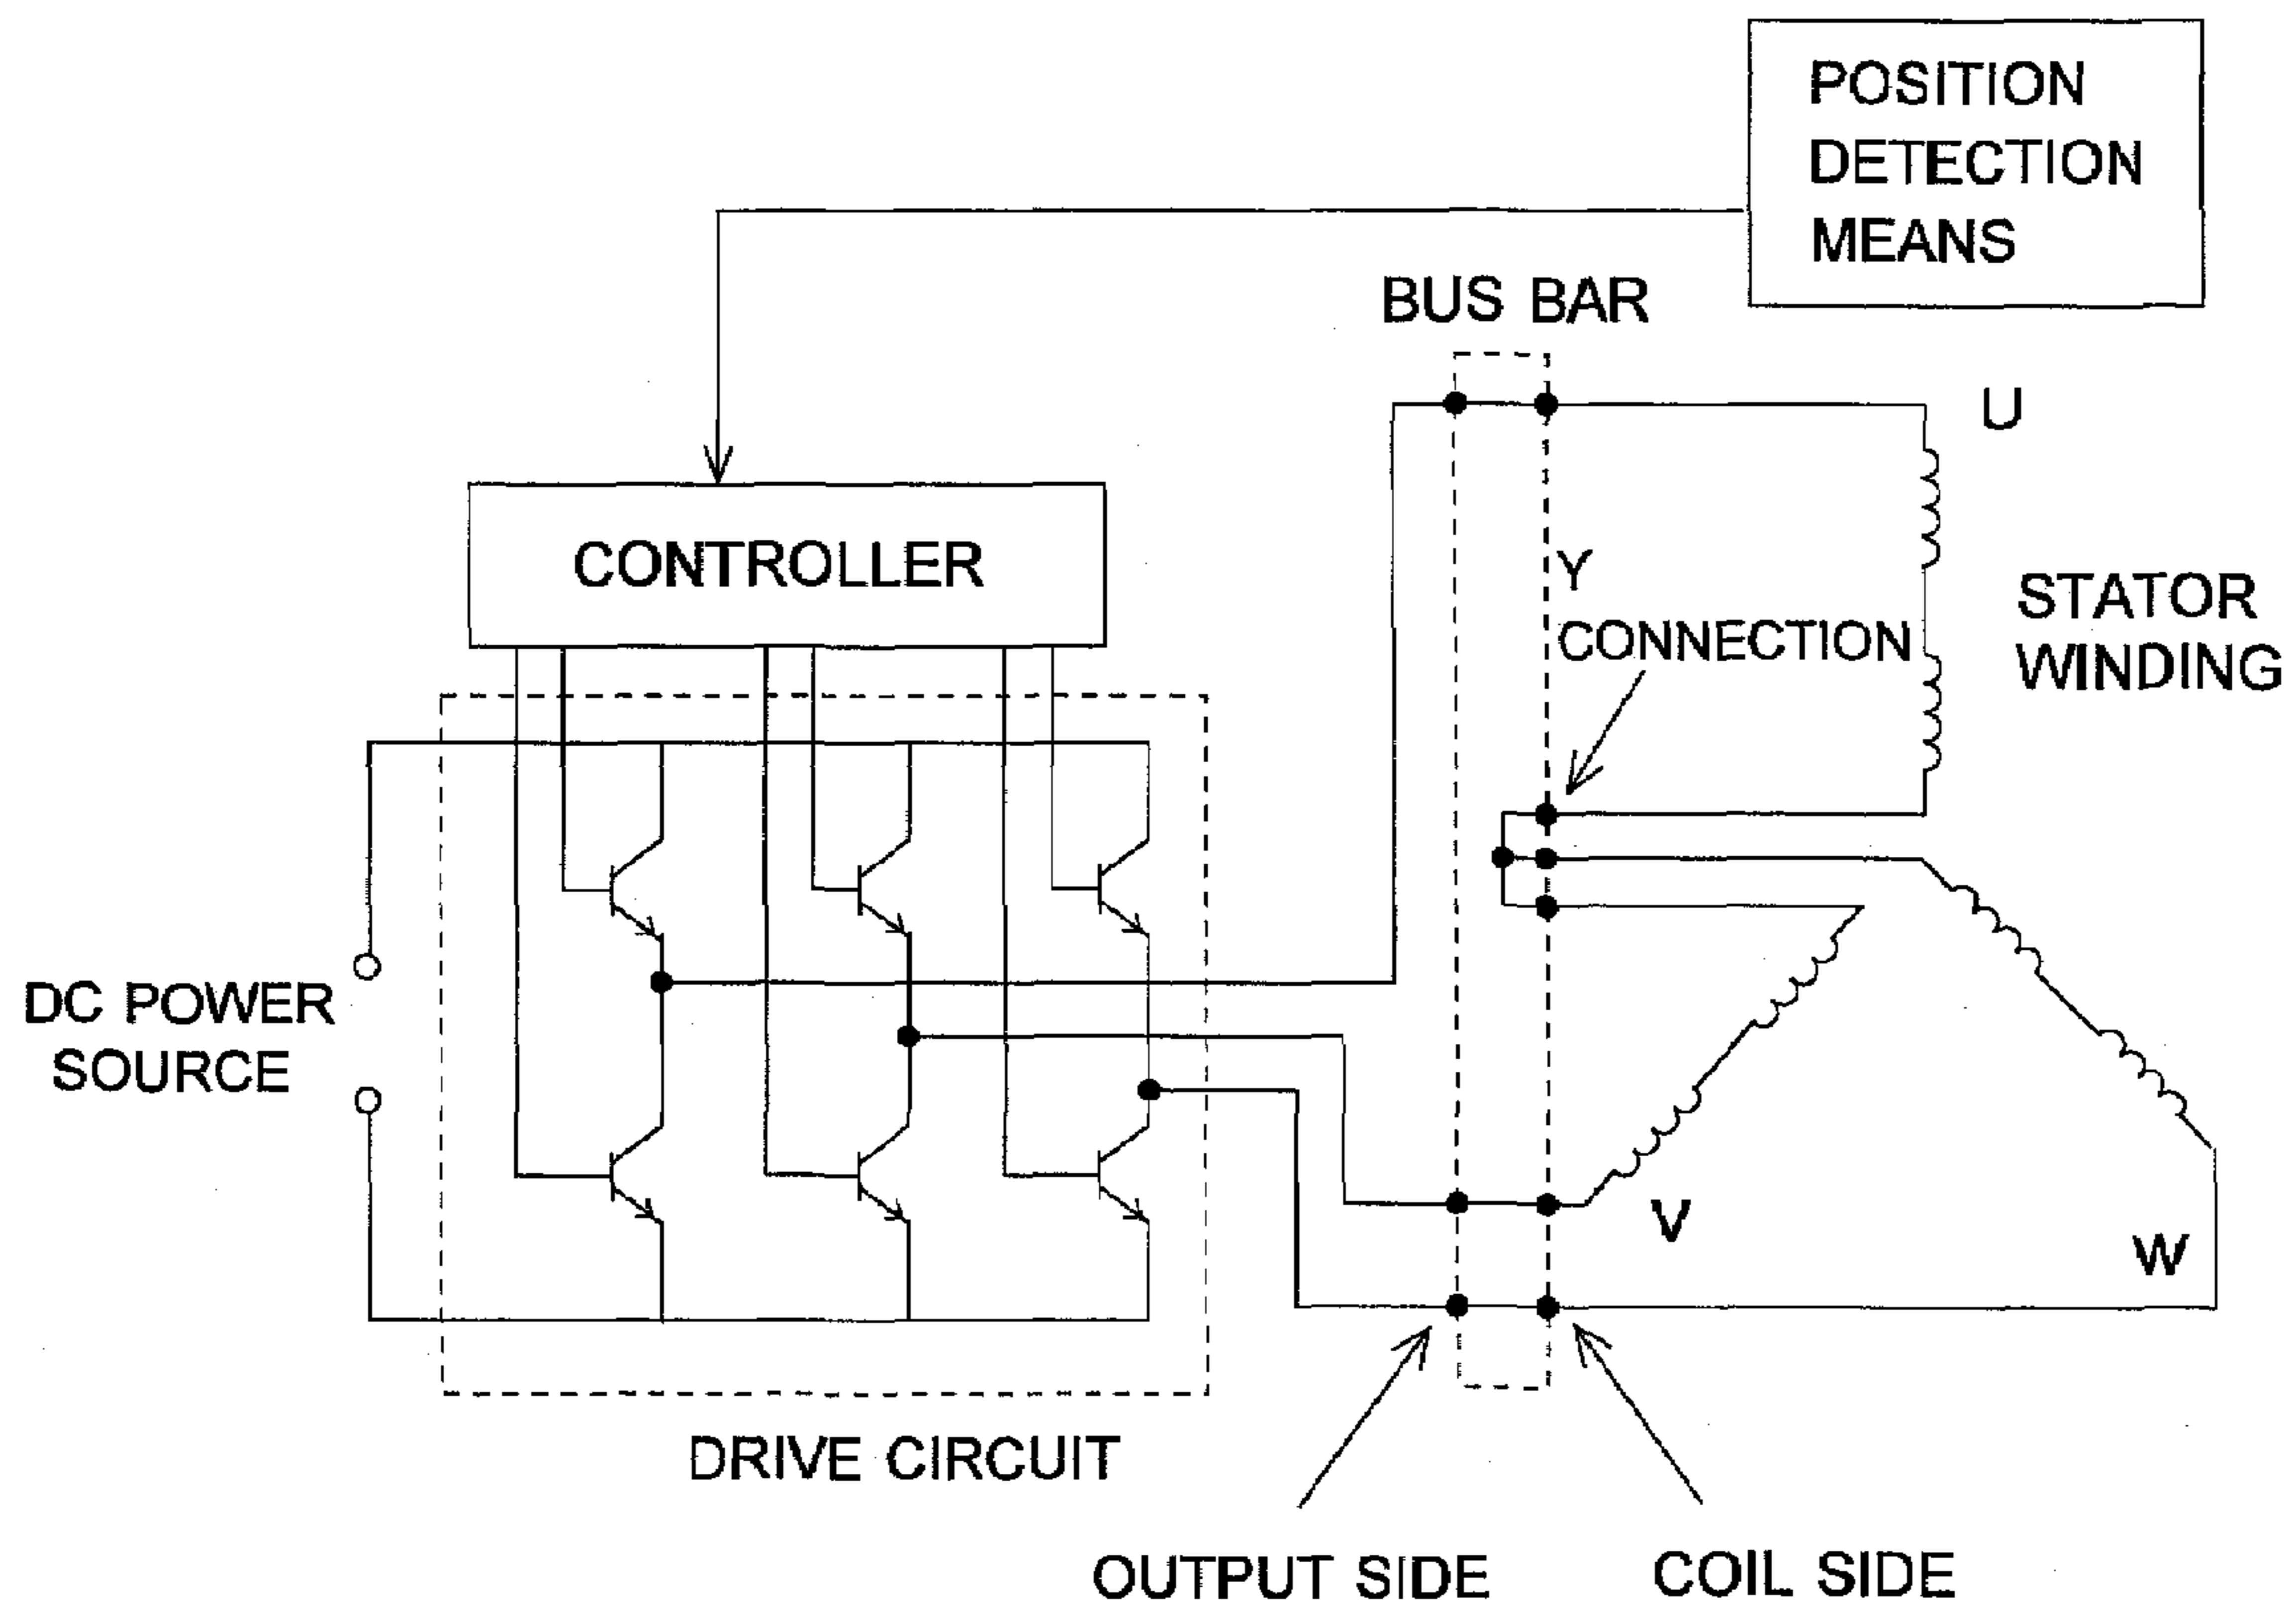 POSITION
DETECTION
MEANS
BUS BAR
U
CONTROLLER
Y
CONNECTION
STATOR
WINDING
DC POWER
SOURCE
V
W
DRIVE CIRCUIT
OUTPUT SIDE
COIL SIDE